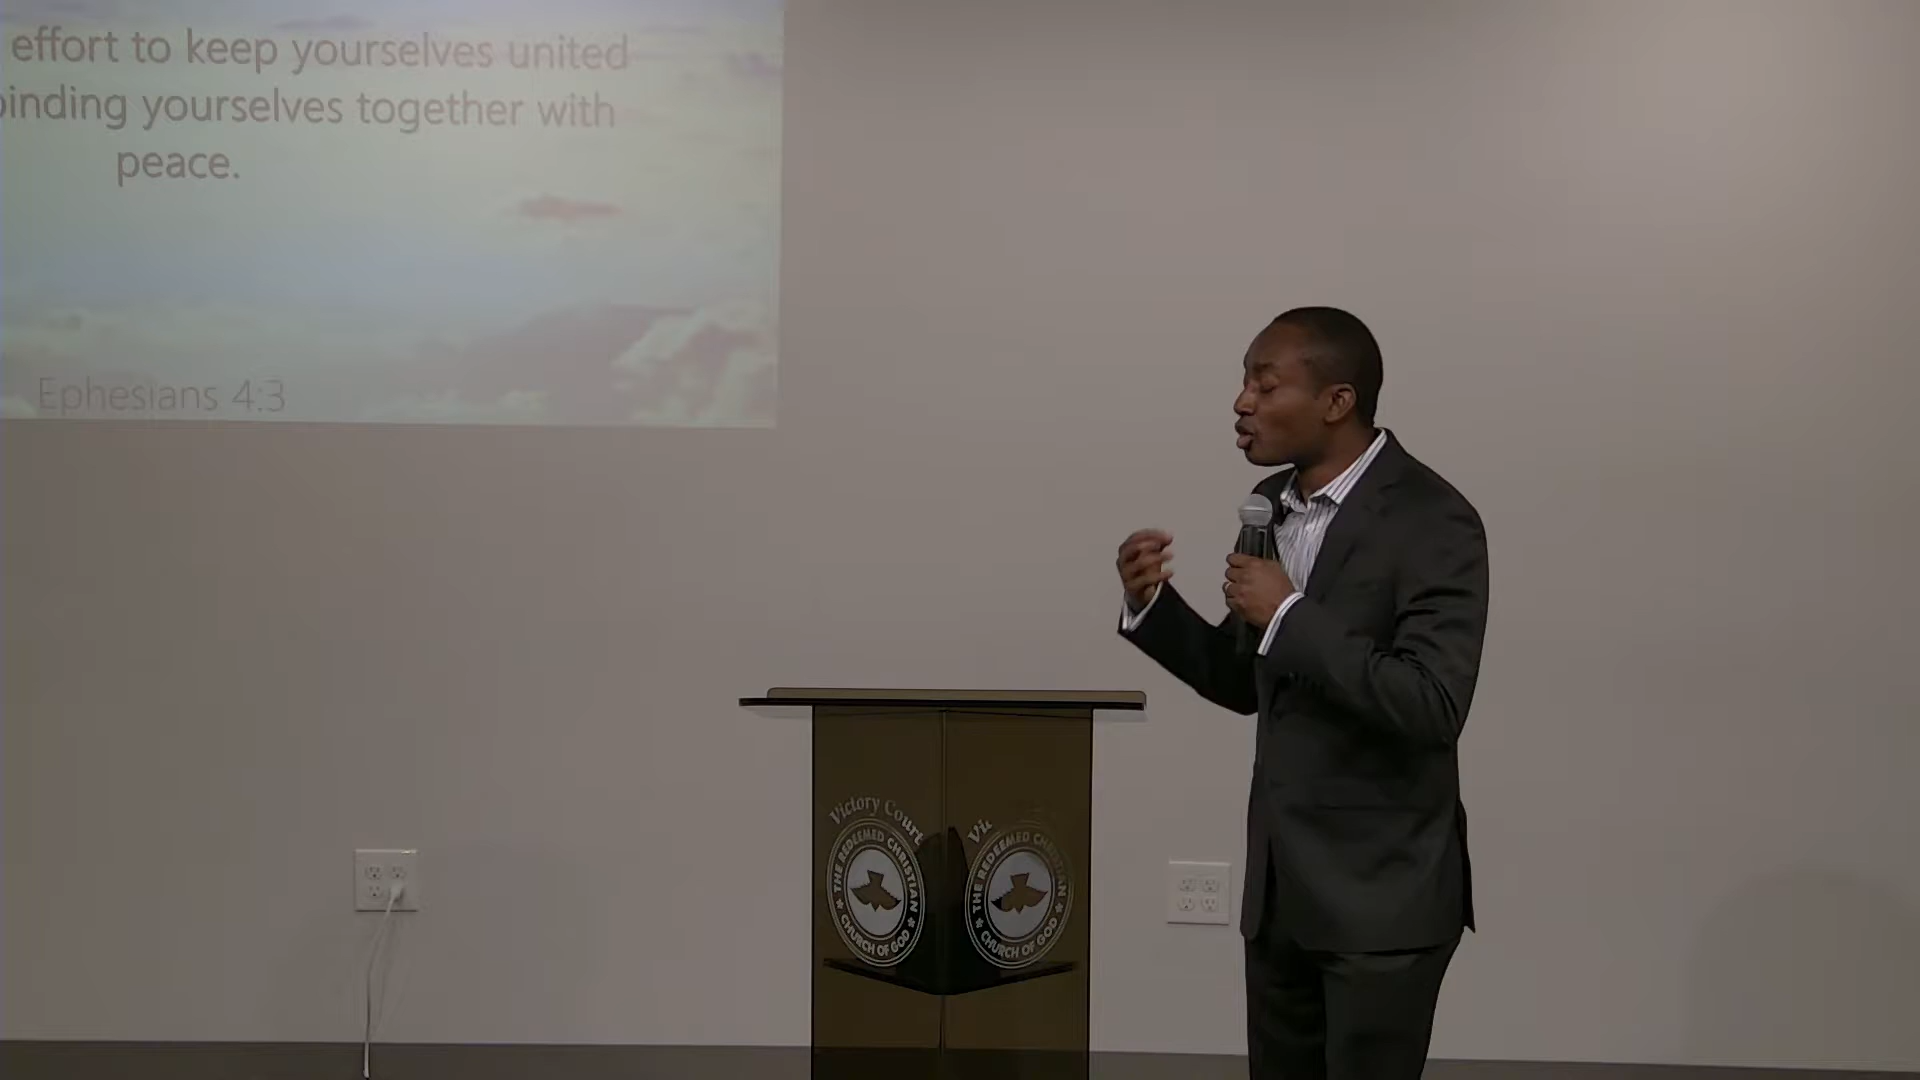 effort to keep yourselves united
binding yourselves together with
peace.
Ephesians 4:3
Victory Court
THE REDEEMED CHRISTIAN
CHURCH OF GOD
Vic
THE REDEEMED CHRISTIAN
CHURCH OF GOD